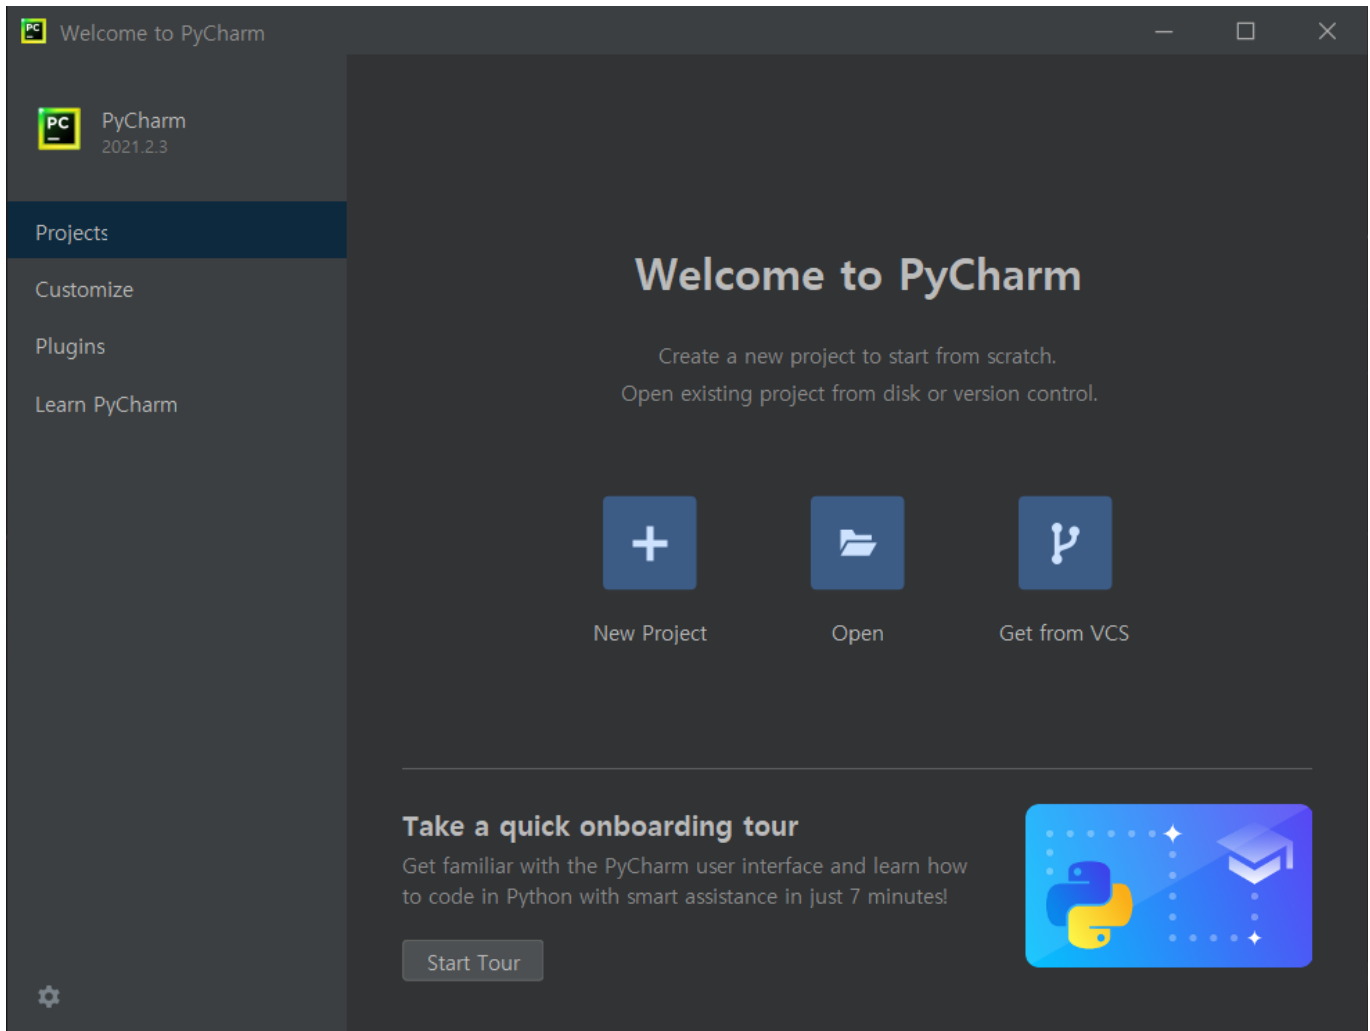 PC Welcome to PyCharm
PC PyCharm
2021.2.3
Projects
Customize
Plugins
Learn PyCharm
Welcome to PyCharm
Create a new project to start from scratch.
Open existing project from disk or version control.
New Project
Open
Get from VCS
Take a quick onboarding tour
Get familiar with the PyCharm user interface and learn how
to code in Python with smart assistance in just 7 minutes!
Start Tour